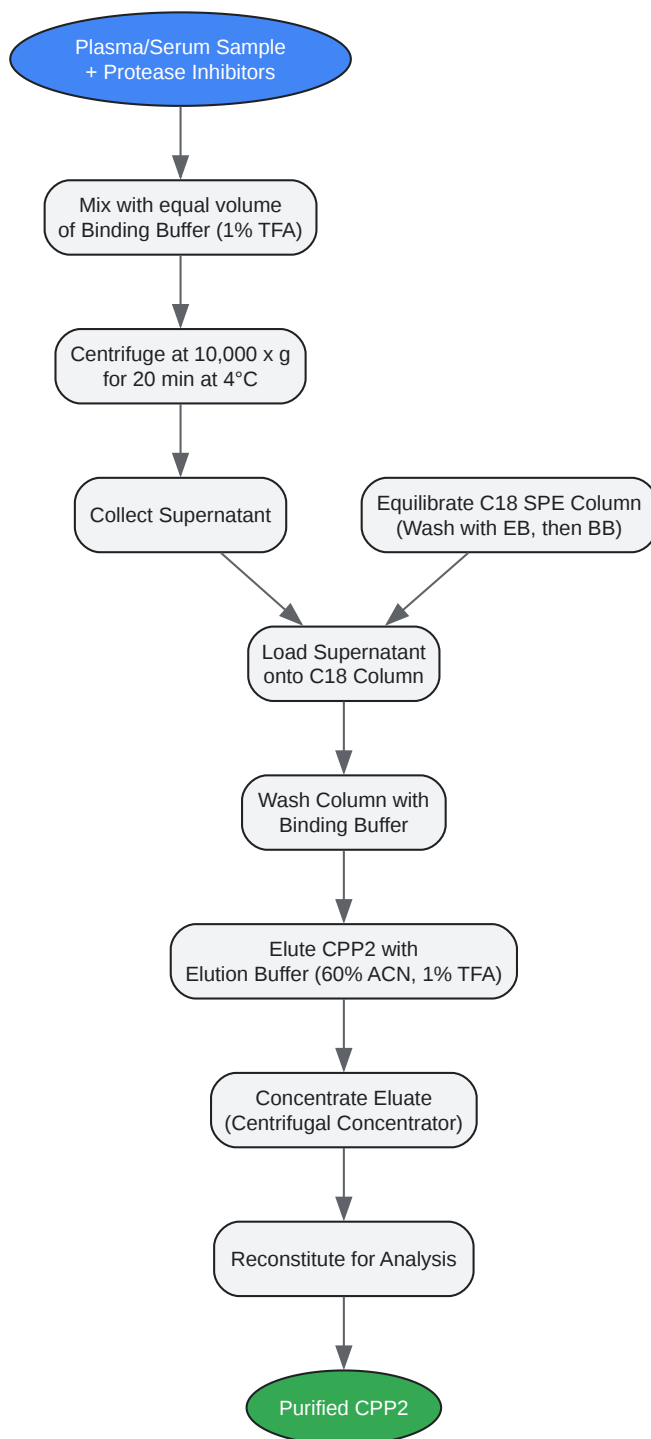 Plasma/Serum Sample
+ Protease Inhibitors
Mix with equal volume
of Binding Buffer (1% TFA)
Centrifuge at 10,000 x g
for 20 min at 4°C
Collect Supernatant
Equilibrate C18 SPE Column
(Wash with EB, then BB)
Load Supernatant
onto C18 Column
Wash Column with
Binding Buffer
Elute CPP2 with
Elution Buffer (60% ACN, 1% TFA)
Concentrate Eluate
(Centrifugal Concentrator)
Reconstitute for Analysis
Purified CPP2